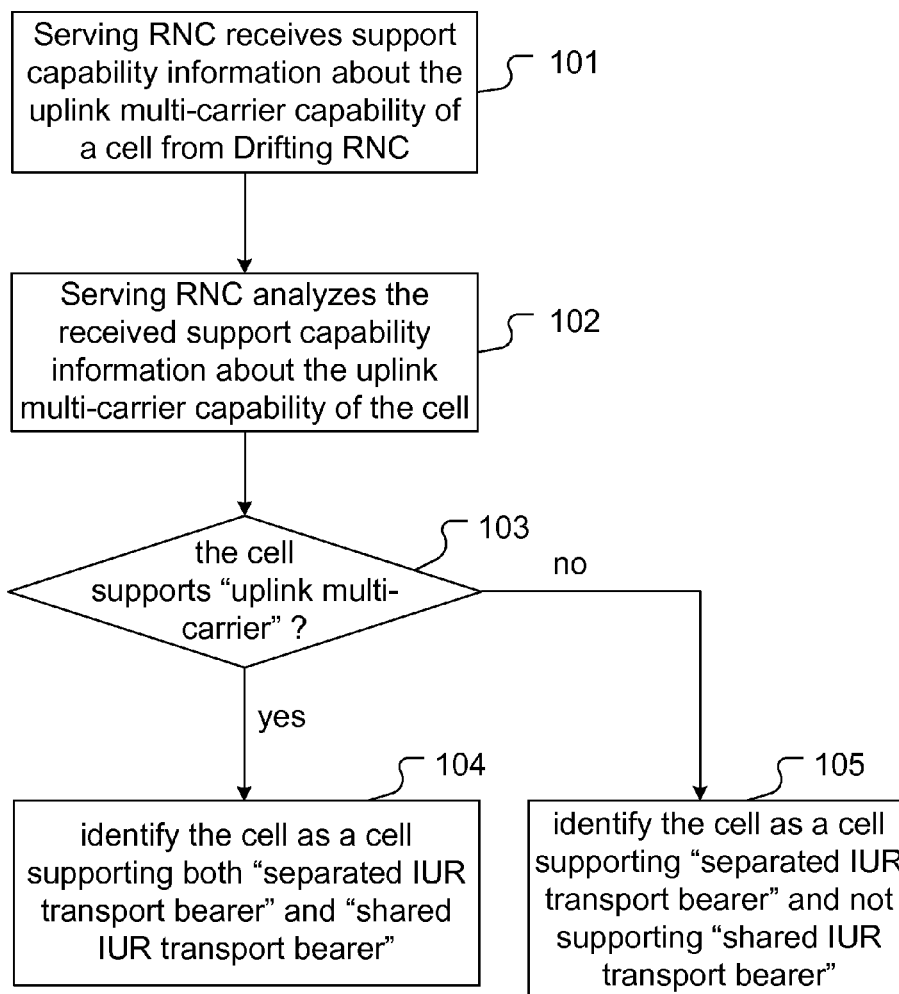 Serving RNC receives support
capability information about the
uplink multi-carrier capability of
a cell from Drifting RNC
101
Serving RNC analyzes the
received support capability
information about the uplink
multi-carrier capability of the cell
102
the cell
supports “uplink multi-
carrier” ?
103
no
yes
104
identify the cell as a cell
supporting both “separated IUR
transport bearer” and “shared
IUR transport bearer”
105
identify the cell as a cell
supporting “separated IUR
transport bearer” and not
supporting “shared IUR
transport bearer”